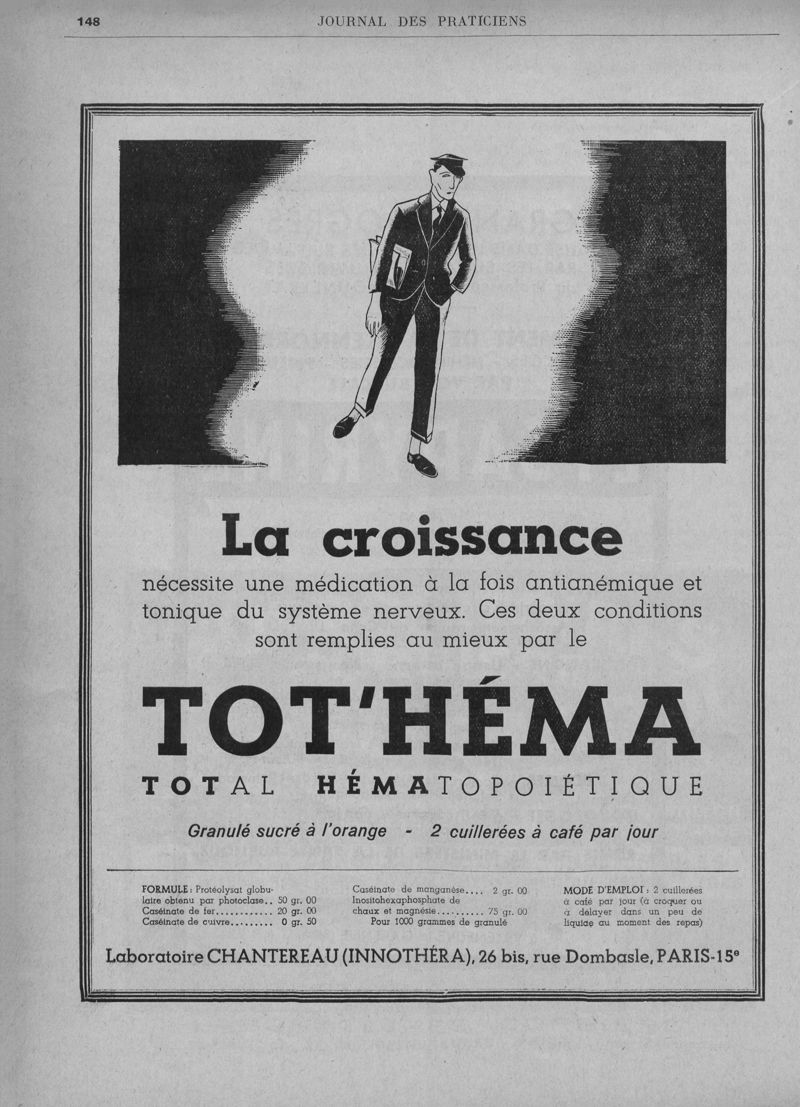 148
JOURNAL DES PRATICIENS
La croissance
nécessite une médication à la fois antianémique et
tonique du système nerveux. Ces deux conditions
sont remplies au mieux par le
TOT'HÉMA
TOTAL HÉMATOPOIÉTIQUE
Granulé sucré à l'orange - 2 cuillerées à café par jour
FORMULE : Protéolysat globu-
laire obtenu par photoclase.. 50 gr. 00
Caséinate de fer............ 20 gr. 00
Caséinate de cuivre......... 0 gr. 50
Caséinate de manganèse.... 2 gr. 00
Inositohexaphosphate de
chaux et magnésie.......... 75 gr. 00
Pour 1000 grammes de granulé
MODE D'EMPLOI : 2 cuillerées
à café par jour (à croquer ou
à délayer dans un peu de
liquide au moment des repas)
Laboratoire CHANTEREAU (INNOTHÉRA), 26 bis, rue Dombasle, PARIS-15e